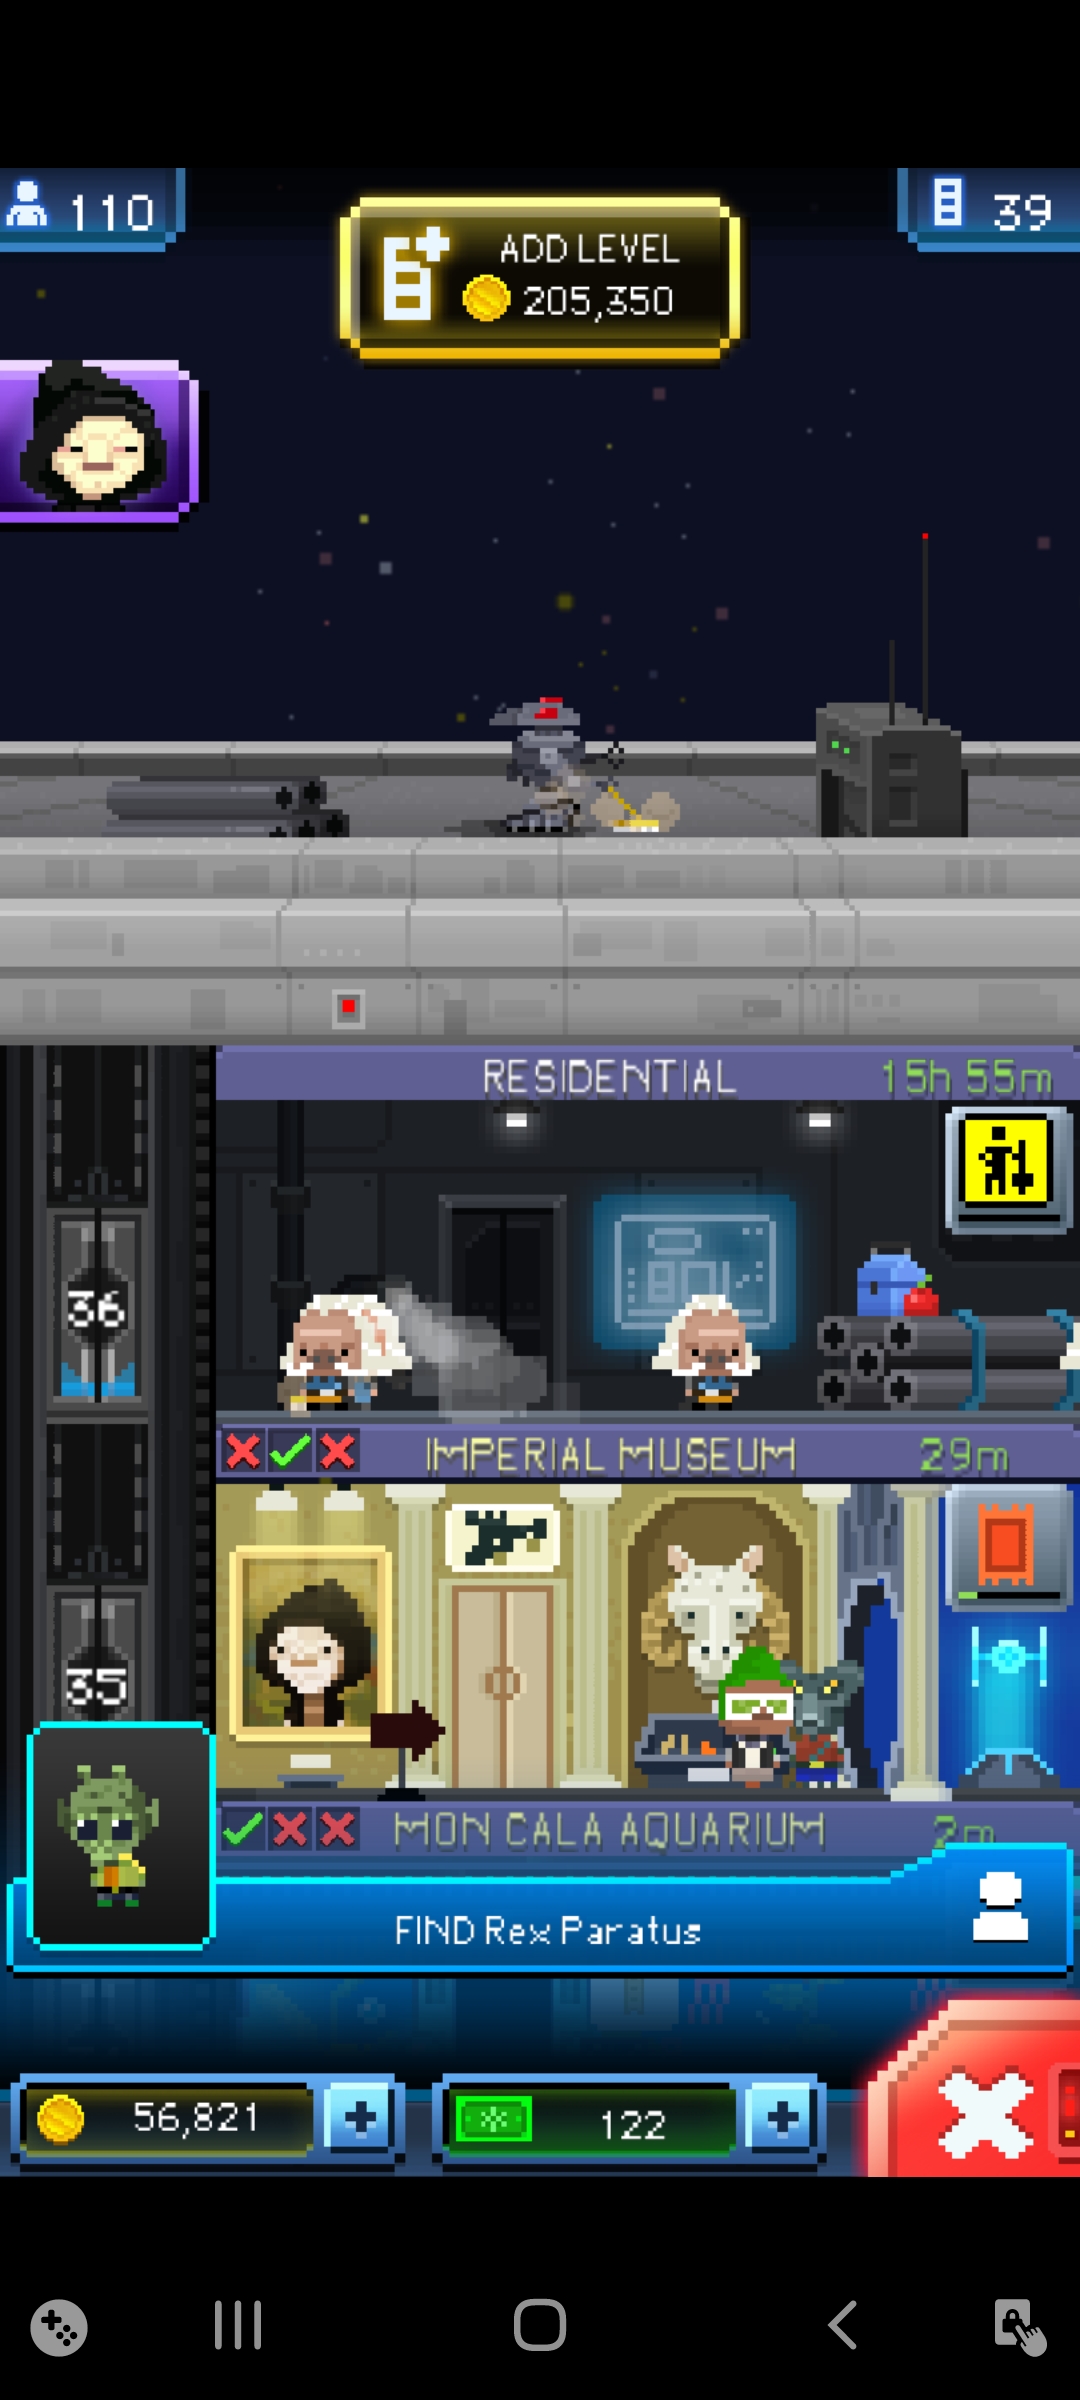 110
ADD LEVEL
205,350
39
RESIDENTIAL 15h 55m
36
IMPERIAL MUSEUM 29m
35
MON CALA AQUARIUM 2m
FIND Rex Paratus
56,821
122